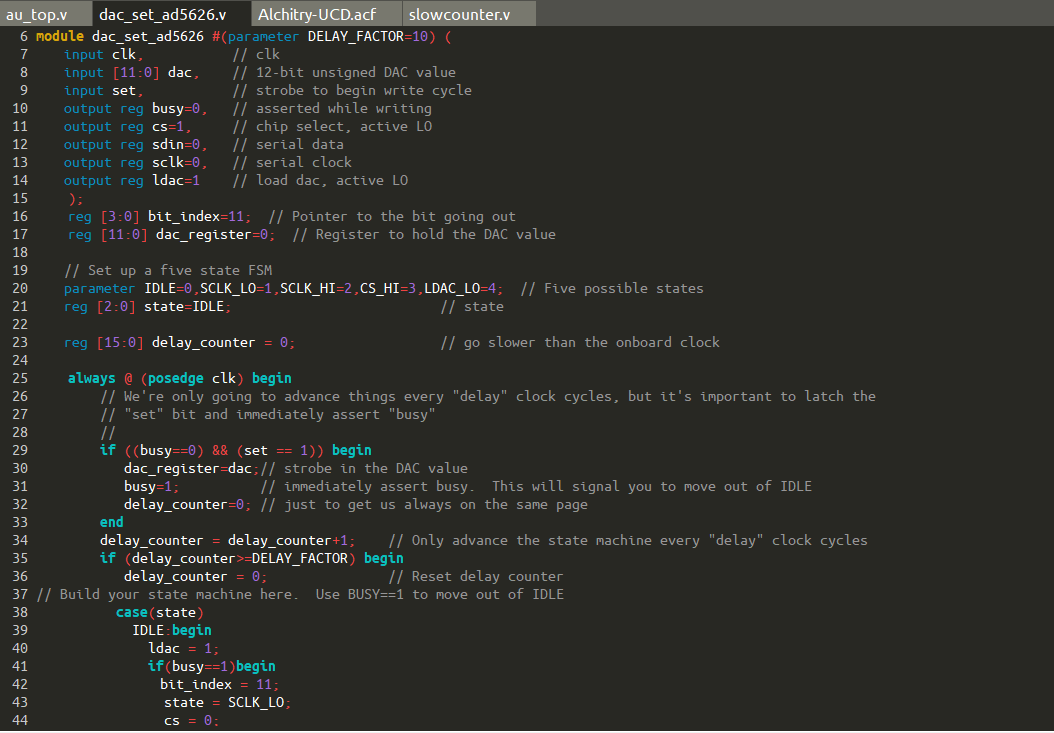 au_top.v dac_set_ad5626.v Alchitry-UCD.acf slowcounter.v
6 module dac_set_ad5626 #(parameter DELAY_FACTOR=10) (
7 input clk, // clk
8 input [11:0] dac, // 12-bit unsigned DAC value
9 input set, // strobe to begin write cycle
10 output reg busy=0, // asserted while writing
11 output reg cs=1, // chip select, active LO
12 output reg sdin=0, // serial data
13 output reg sclk=0, // serial clock
14 output reg ldac=1 // load dac, active LO
15 );
16 reg [3:0] bit_index=11; // Pointer to the bit going out
17 reg [11:0] dac_register=0; // Register to hold the DAC value
18
19 // Set up a five state FSM
20 parameter IDLE=0,SCLK_LO=1,SCLK_HI=2,CS_HI=3,LDAC_LO=4; // Five possible states
21 reg [2:0] state=IDLE; // state
22
23 reg [15:0] delay_counter = 0; // go slower than the onboard clock
24
25 always @ (posedge clk) begin
26 // We're only going to advance things every "delay" clock cycles, but it's important to latch the
27 // "set" bit and immediately assert "busy"
28 //
29 if ((busy==0) && (set == 1)) begin
30 dac_register=dac;// strobe in the DAC value
31 busy=1; // immediately assert busy. This will signal you to move out of IDLE
32 delay_counter=0; // just to get us always on the same page
33 end
34 delay_counter = delay_counter+1; // Only advance the state machine every "delay" clock cycles
35 if (delay_counter>=DELAY_FACTOR) begin
36 delay_counter = 0; // Reset delay counter
37 // Build your state machine here. Use BUSY==1 to move out of IDLE
38 case(state)
39 IDLE:begin
40 ldac = 1;
41 if(busy==1)begin
42 bit_index = 11;
43 state = SCLK_LO;
44 cs = 0;